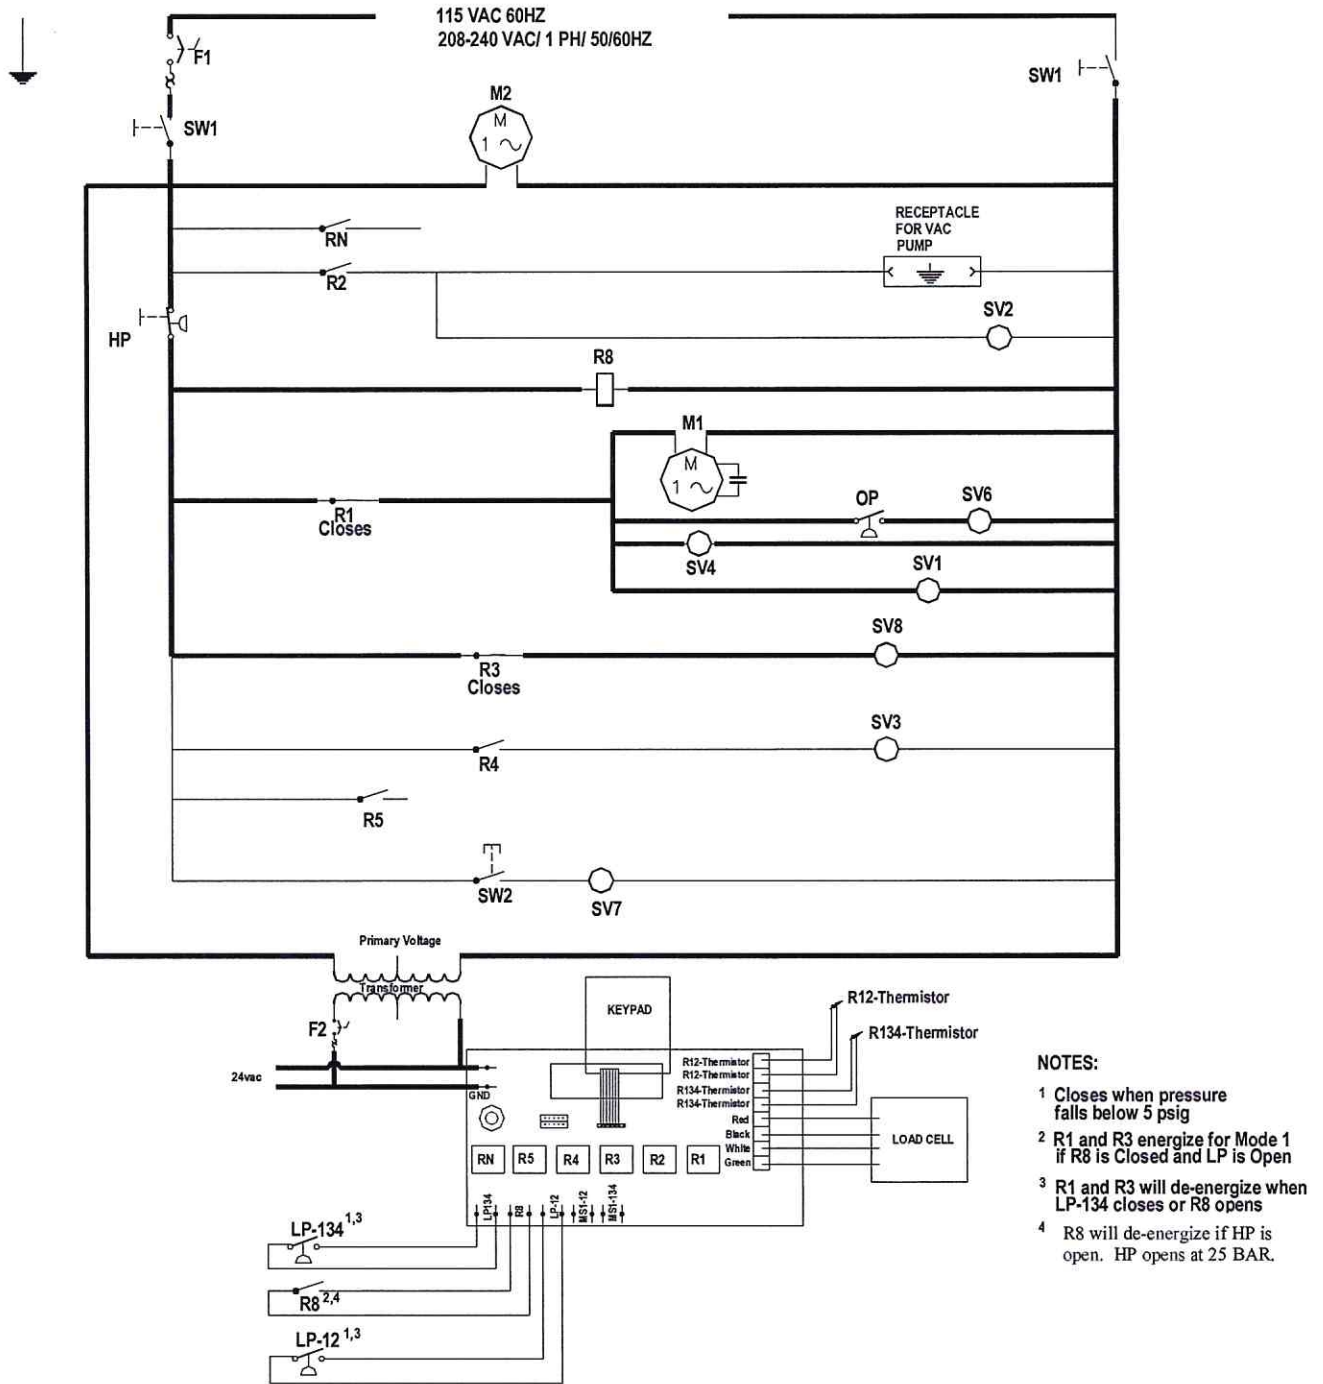 115 VAC 60HZ
208-240 VAC/ 1 PH/ 50/60HZ
F1
SW1
SW1
M2
M
1
RN
RECEPTACLE
FOR VAC
PUMP
R2
HP
SV2
R8
M1
M
1
R1
Closes
OP
SV6
SV4
SV1
SV8
R3
Closes
SV3
R4
R5
SW2
SV7
Primary Voltage
Transformer
F2
24vac
GND
KEYPAD
R12-Thermistor
R134-Thermistor
R12-Thermistor
R12-Thermistor
R134-Thermistor
R134-Thermistor
Red
Black
White
Green
LOAD CELL
RN
R5
R4
R3
R2
R1
LP134
R8
LP-12
MS1-12
MS1-134
LP-134 1,3
R8 2,4
LP-12 1,3
NOTES:
1 Closes when pressure
falls below 5 psig
2 R1 and R3 energize for Mode 1
if R8 is Closed and LP is Open
3 R1 and R3 will de-energize when
LP-134 closes or R8 opens
4 R8 will de-energize if HP is
open. HP opens at 25 BAR.